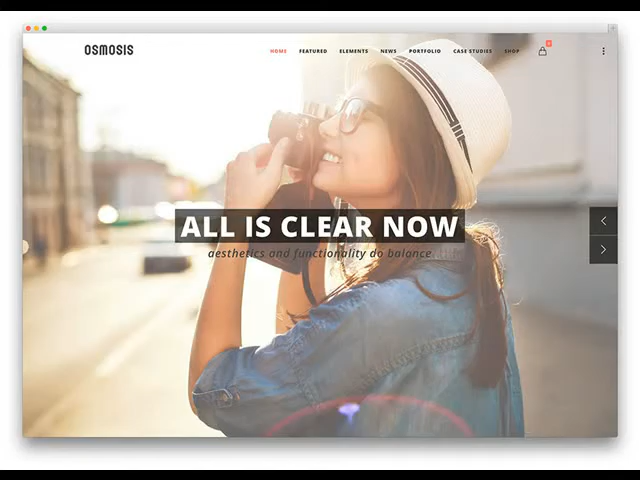 OSMOSIS
HOME FEATURED ELEMENTS NEWS PORTFOLIO CASE STUDIES SHOP
ALL IS CLEAR NOW
aesthetics and functionality do balance